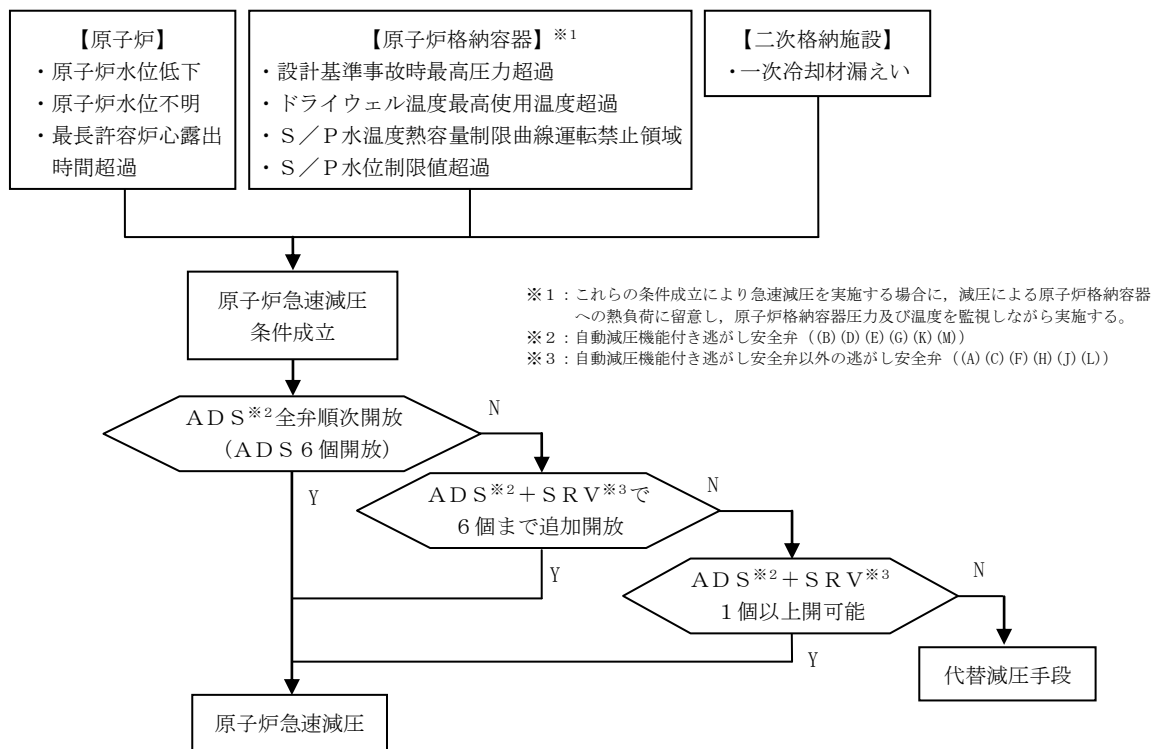 【原子炉】
・原子炉水位低下
・原子炉水位不明
・最長許容炉心露出
時間超過
【原子炉格納容器】※1
・設計基準事故時最高圧力超過
・ドライウェル温度最高使用温度超過
・S/P水温度熱容量制限曲線運転禁止領域
・S/P水位制限値超過
【二次格納施設】
・一次冷却材漏えい
原子炉急速減圧
条件成立
※1:これらの条件成立により急速減圧を実施する場合に,減圧による原子炉格納容器
への熱負荷に留意し,原子炉格納容器圧力及び温度を監視しながら実施する。
※2:自動減圧機能付き逃がし安全弁 ((B)(D)(E)(G)(K)(M))
※3:自動減圧機能付き逃がし安全弁以外の逃がし安全弁 ((A)(C)(F)(H)(J)(L))
ADS※2全弁順次開放
(ADS6個開放)
N
Y
ADS※2+SRV※3で
6個まで追加開放
N
Y
ADS※2+SRV※3
1個以上開可能
N
Y
代替減圧手段
原子炉急速減圧